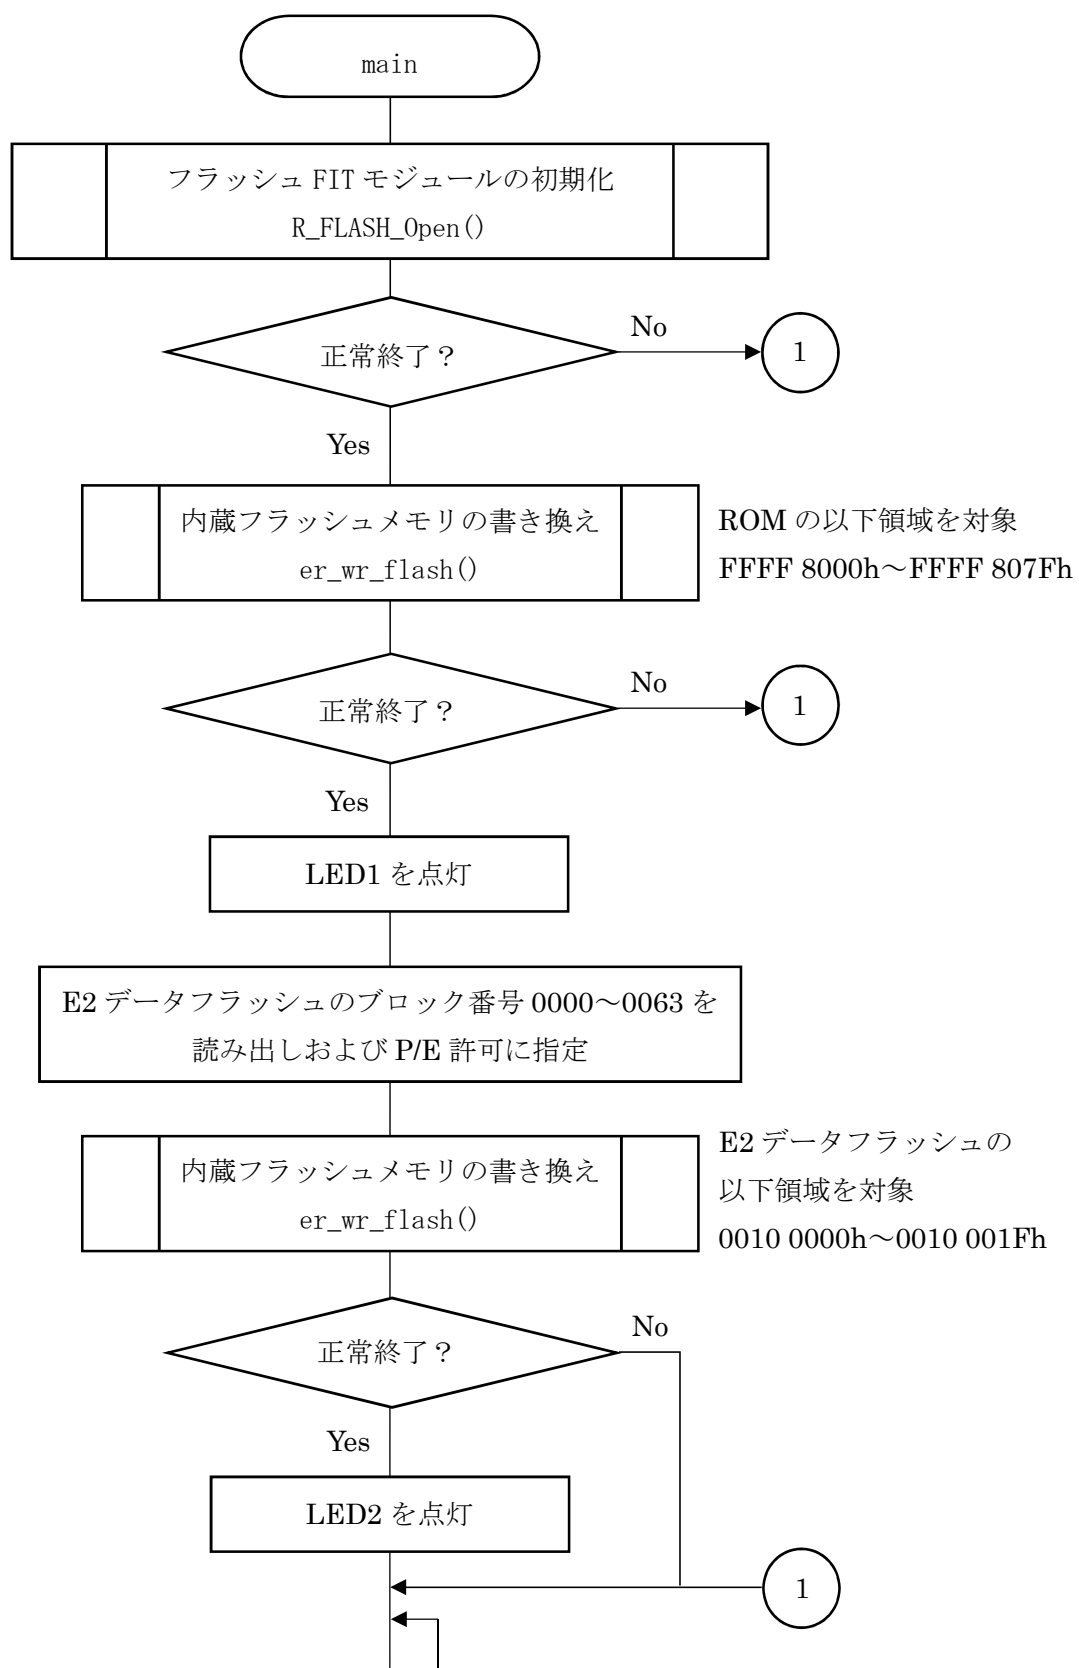 main
フラッシュ FIT モジュールの初期化
R_FLASH_Open()
正常終了？
No
1
Yes
内蔵フラッシュメモリの書き換え
er_wr_flash()
ROM の以下領域を対象
FFFF 8000h～FFFF 807Fh
正常終了？
No
1
Yes
LED1 を点灯
E2 データフラッシュのブロック番号 0000～0063 を
読み出しおよび P/E 許可に指定
内蔵フラッシュメモリの書き換え
er_wr_flash()
E2 データフラッシュの
以下領域を対象
0010 0000h～0010 001Fh
正常終了？
No
Yes
LED2 を点灯
1